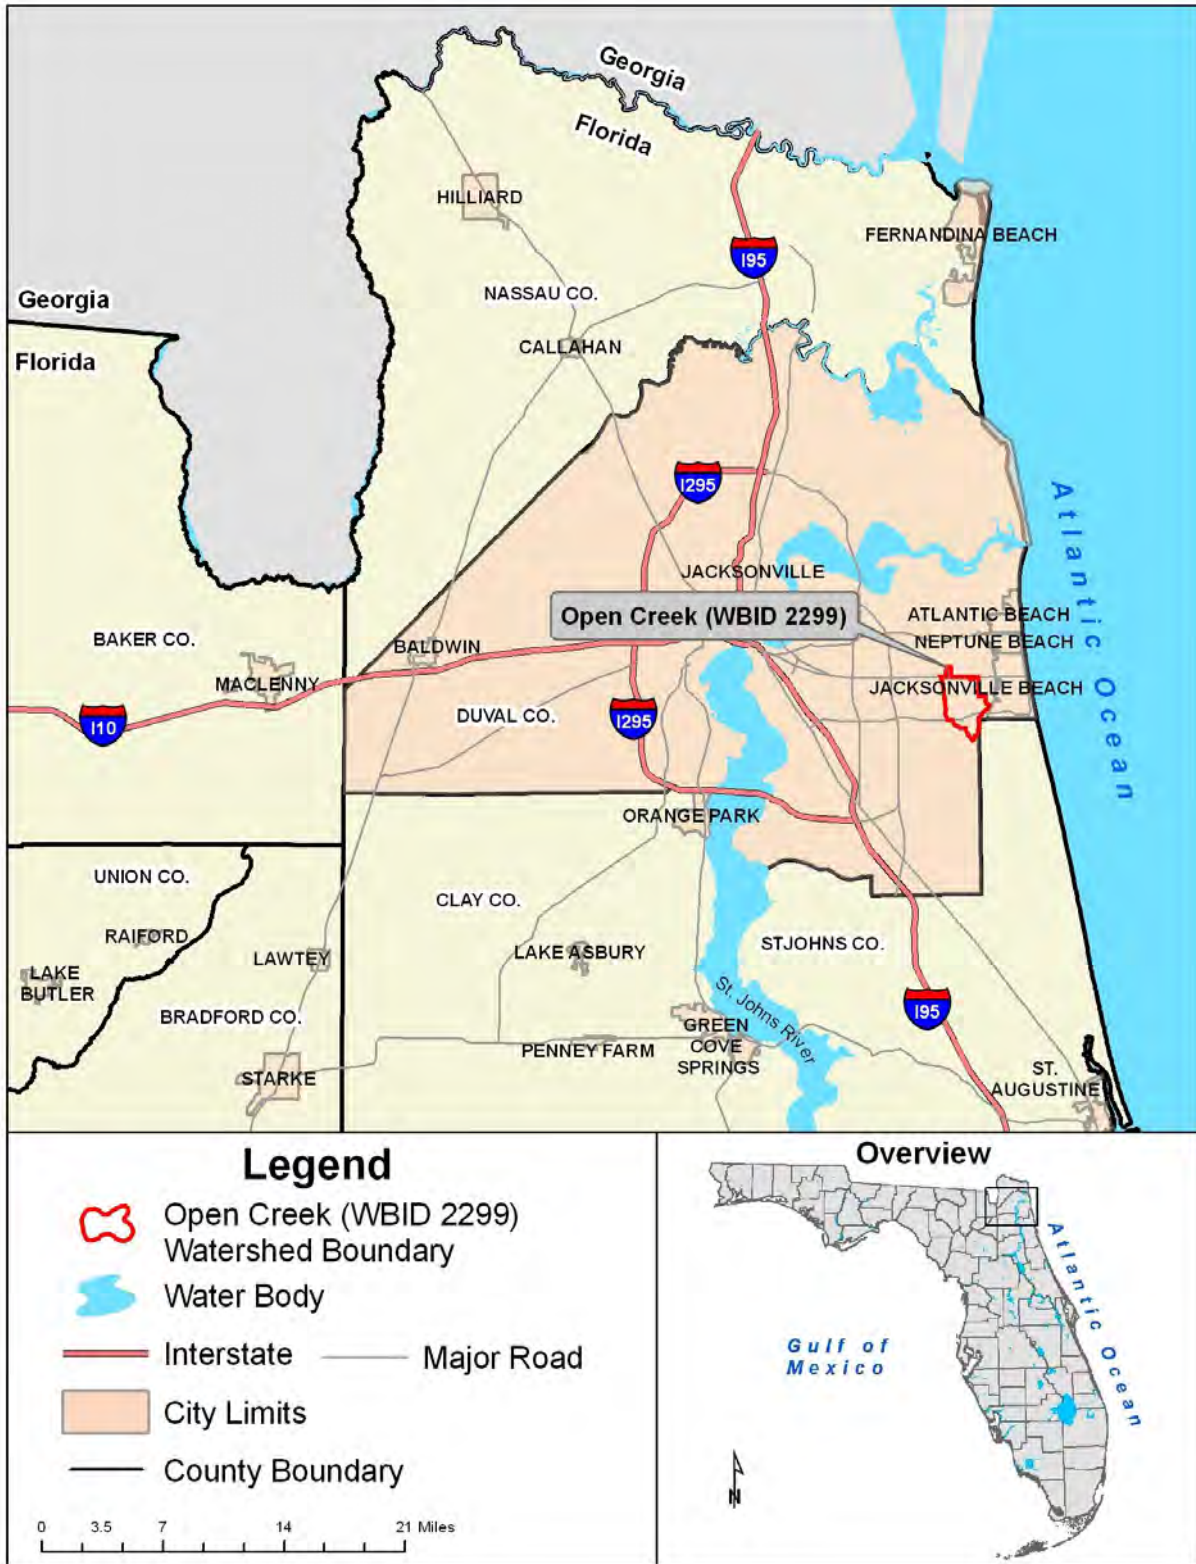 Georgia
Florida
HILLIARD
FERNANDINA BEACH
I95
Georgia
NASSAU CO.
CALLAHAN
Florida
I295
Atlantic Ocean
JACKSONVILLE
Open Creek (WBID 2299)
ATLANTIC BEACH
BAKER CO.
BALDWIN
NEPTUNE BEACH
MACLENNY
JACKSONVILLE BEACH
DUVAL CO.
I295
I10
ORANGE PARK
UNION CO.
CLAY CO.
RAIFORD
LAWTEY
LAKE ASBURY
STJOHNS CO.
LAKE
BUTLER
St. Johns River
I95
BRADFORD CO.
GREEN
COVE
SPRINGS
PENNEY FARM
STARKE
ST.
AUGUSTINE
Legend
Open Creek (WBID 2299)
Watershed Boundary
Water Body
Interstate
Major Road
City Limits
County Boundary
0 3.5 7 14 21 Miles
Overview
Atlantic Ocean
Gulf of
Mexico
N